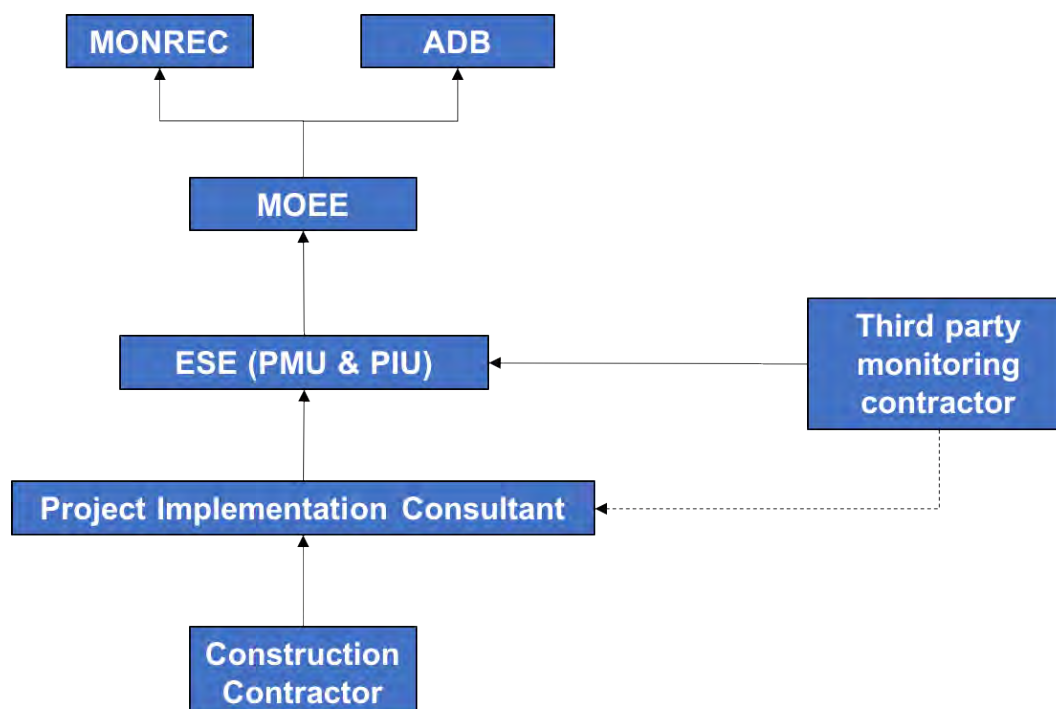 MONREC
ADB
MOEE
ESE (PMU & PIU)
Third party
monitoring
contractor
Project Implementation Consultant
Construction
Contractor